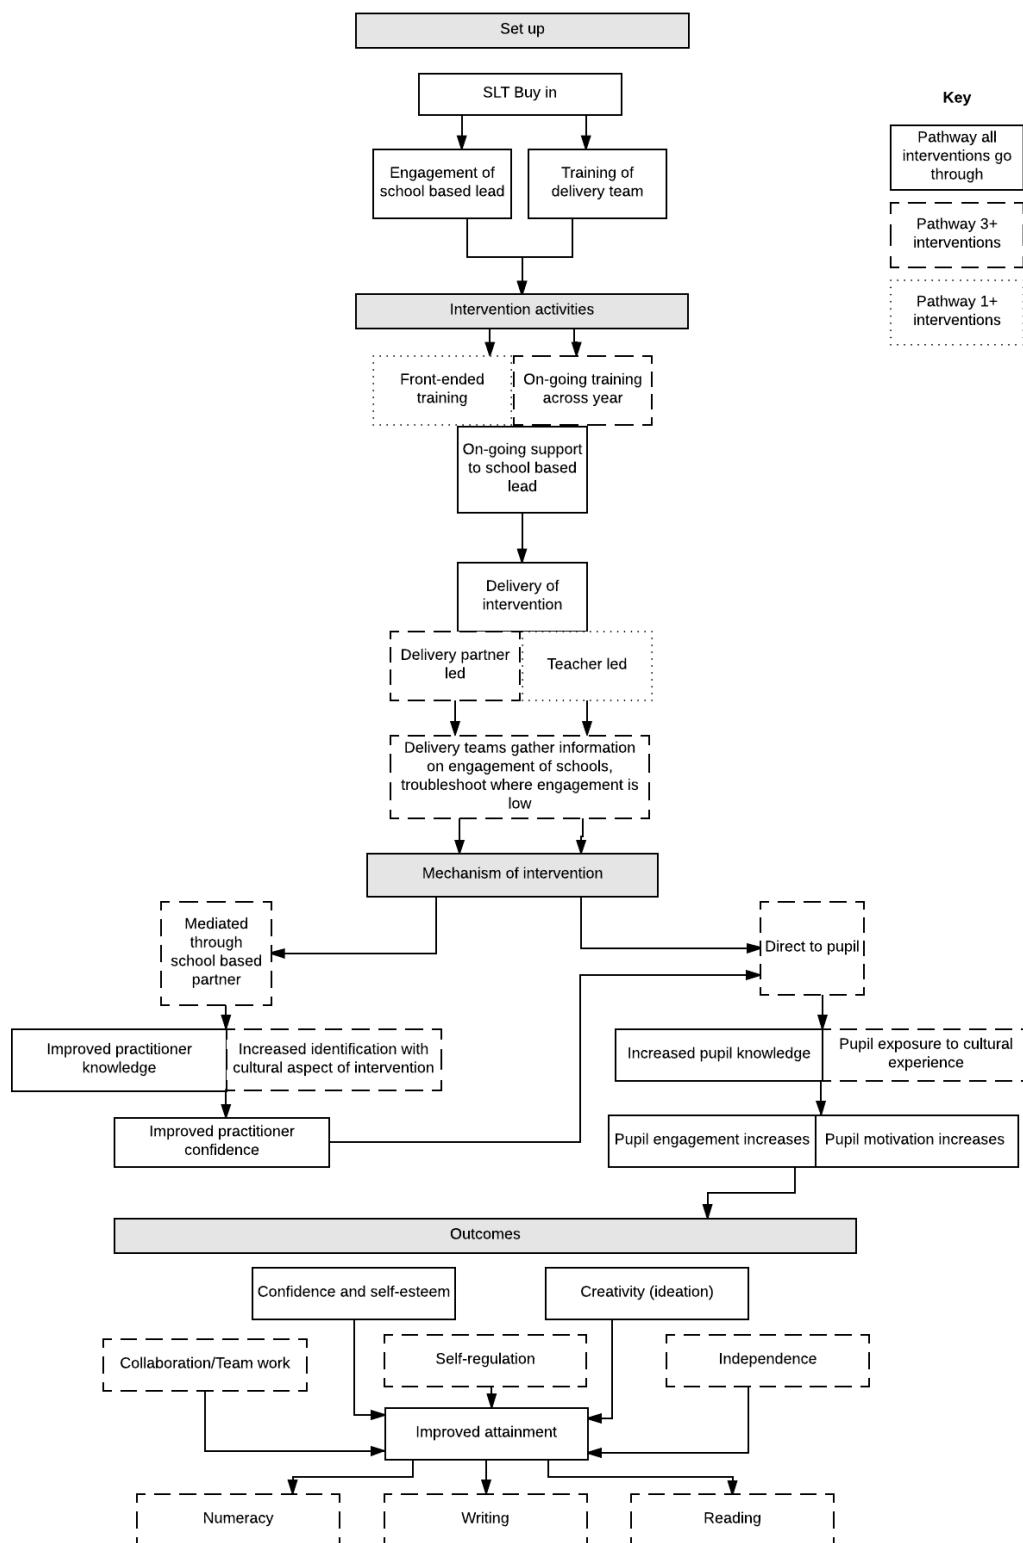 Set up
SLT Buy in
Key
Pathway all
interventions go
through
Engagement of
school based lead
Training of
delivery team
Pathway 3+
interventions
Pathway 1+
interventions
Intervention activities
Front-ended
training
On-going training
across year
On-going support
to school based
lead
Delivery of
intervention
Delivery partner
led
Teacher led
Delivery teams gather information
on engagement of schools,
troubleshoot where engagement is
low
Mechanism of intervention
Mediated
through
school based
partner
Direct to pupil
Improved practitioner
knowledge
Increased identification with
cultural aspect of intervention
Increased pupil knowledge
Pupil exposure to cultural
experience
Improved practitioner
confidence
Pupil engagement increases
Pupil motivation increases
Outcomes
Confidence and self-esteem
Creativity (ideation)
Collaboration/Team work
Self-regulation
Independence
Improved attainment
Numeracy
Writing
Reading